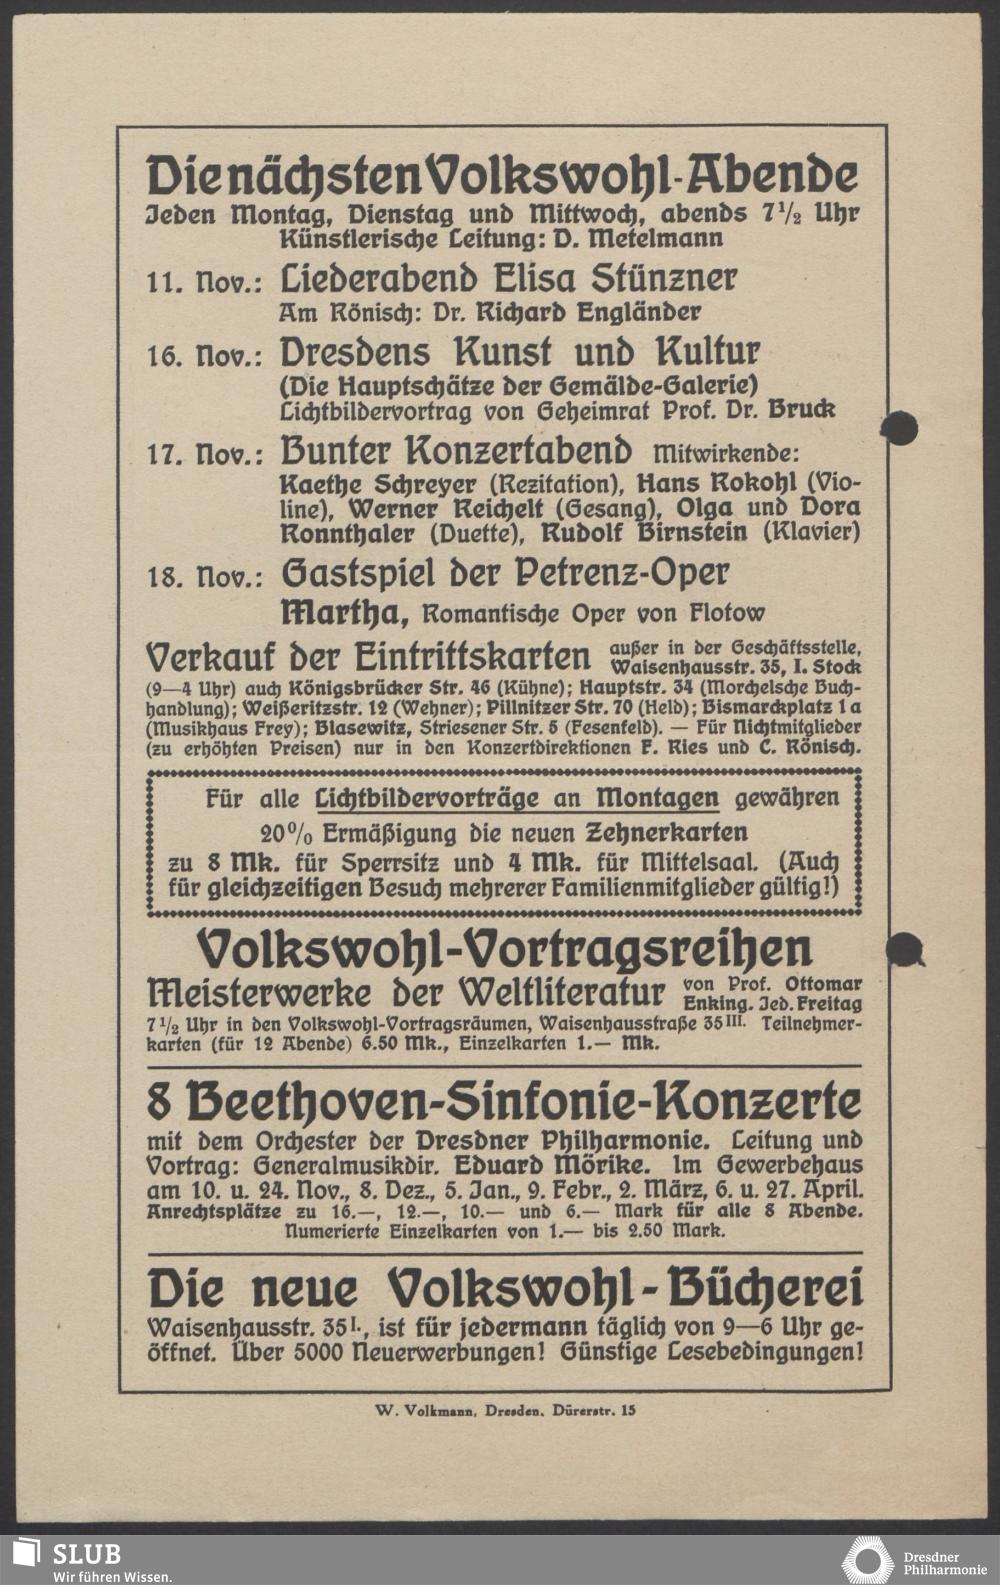 Die nächsten Volkswohl-Abende
Jeden Montag, Dienstag und Mittwoch, abends 7½ Uhr
Künstlerische Leitung: D. Metelmann
11. Nov.: Liederabend Elisa Stünzner
Am Rönisch: Dr. Richard Engländer
16. Nov.: Dresdens Kunst und Kultur
(Die Hauptschätze der Gemälde-Galerie)
Lichtbildervortrag von Geheimrat Prof. Dr. Bruck
17. Nov.: Bunter Konzertabend Mitwirkende:
Kaethe Schreyer (Rezitation), Hans Rokohl (Vio-
line), Werner Reichelt (Gesang), Olga und Dora
Ronnthaler (Duette), Rudolf Birnstein (Klavier)
18. Nov.: Gastspiel der Petrenz-Oper
Martha, Romantische Oper von Flotow
Verkauf der Eintrittskarten außer in der Geschäftsstelle,
Waisenhausstr. 35, I. Stock
(9—4 Uhr) auch Königsbrücker Str. 46 (Kühne); Hauptstr. 34 (Morchelsche Buch-
handlung); Weißeritzstr. 12 (Wehner); Pillnitzer Str. 70 (Held); Bismarckplatz 1a
(Musikhaus Frey); Blasewitz, Striesener Str. 5 (Fesenfeld). — Für Nichtmitglieder
(zu erhöhten Preisen) nur in den Konzertdirektionen F. Ries und C. Rönisch.
Für alle Lichtbildervorträge an Montagen gewähren
20% Ermäßigung die neuen Zehnerkarten
zu 8 Mk. für Sperrsitz und 4 Mk. für Mittelsaal. (Auch
für gleichzeitigen Besuch mehrerer Familienmitglieder gültig!)
Volkswohl-Vortragsreihen
Meisterwerke der Weltliteratur von Prof. Ottomar
Enking. Jed. Freitag
7½ Uhr in den Volkswohl-Vortragsräumen, Waisenhausstraße 35 III. Teilnehmer-
karten (für 12 Abende) 6.50 Mk., Einzelkarten 1.— Mk.
8 Beethoven-Sinfonie-Konzerte
mit dem Orchester der Dresdner Philharmonie. Leitung und
Vortrag: Generalmusikdir. Eduard Mörike. Im Gewerbehaus
am 10. u. 24. Nov., 8. Dez., 5. Jan., 9. Febr., 2. März, 6. u. 27. April.
Anrechtsplätze zu 16.—, 12.—, 10.— und 6.— Mark für alle 8 Abende.
Numerierte Einzelkarten von 1.— bis 2.50 Mark.
Die neue Volkswohl-Bücherei
Waisenhausstr. 35 I., ist für jedermann täglich von 9—6 Uhr ge-
öffnet. Über 5000 Neuerwerbungen! Günstige Lesebedingungen!
W. Volkmann, Dresden, Dürerstr. 15
SLUB
Wir führen Wissen.
Dresdner
Philharmonie